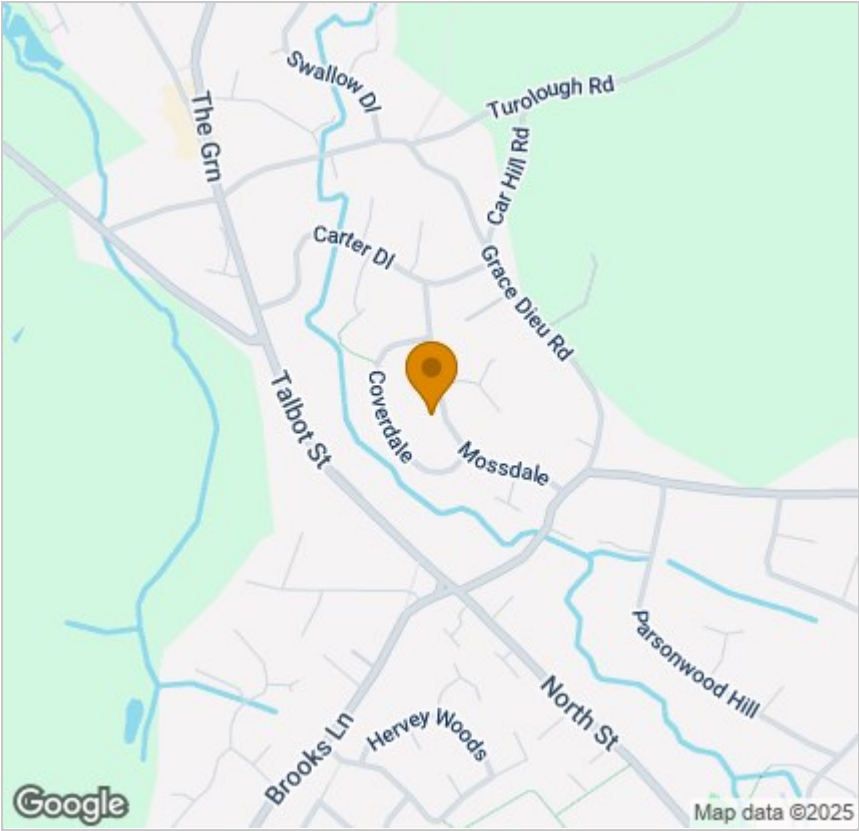 Swallow Dl
Turolough Rd
The Grn
Car Hill Rd
Carter Dl
Grace Dieu Rd
Coverdale
Talbot St
Mossdale
Parsonwood Hill
North St
Hervey Woods
Brooks Ln
Google
Map data ©2025